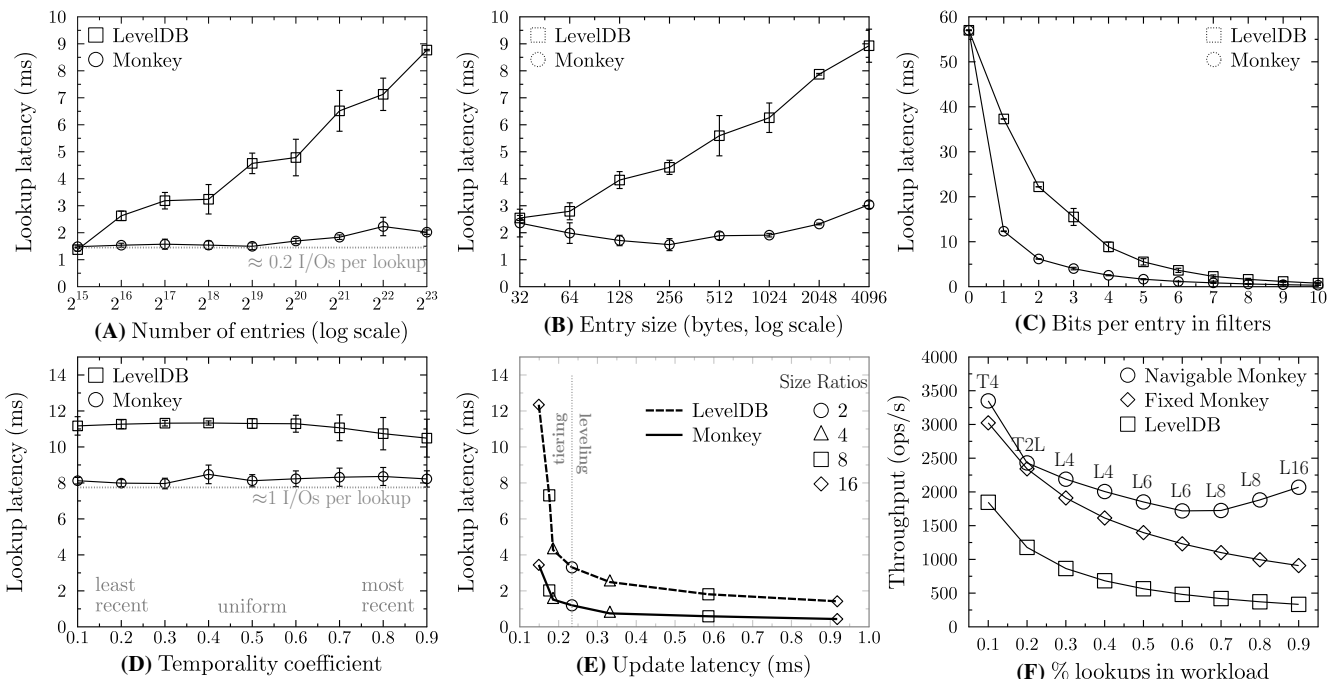 10
9
8
7
6
5
4
3
2
1
0
Lookup latency (ms)
LevelDB
Monkey
≈ 0.2 I/Os per lookup
2^15 2^16 2^17 2^18 2^19 2^20 2^21 2^22 2^23
(A) Number of entries (log scale)
10
9
8
7
6
5
4
3
2
1
0
Lookup latency (ms)
LevelDB
Monkey
32 64 128 256 512 1024 2048 4096
(B) Entry size (bytes, log scale)
60
50
40
30
20
10
0
Lookup latency (ms)
LevelDB
Monkey
0 1 2 3 4 5 6 7 8 9 10
(C) Bits per entry in filters
14
12
10
8
6
4
2
0
Lookup latency (ms)
LevelDB
Monkey
≈1 I/Os per lookup
least
recent
uniform
most
recent
0.1 0.2 0.3 0.4 0.5 0.6 0.7 0.8 0.9
(D) Temporality coefficient
14
12
10
8
6
4
2
0
Lookup latency (ms)
tiering
leveling
LevelDB
Monkey
Size Ratios
2
4
8
16
0.1 0.2 0.3 0.4 0.5 0.6 0.7 0.8 0.9 1.0
(E) Update latency (ms)
4000
3500
3000
2500
2000
1500
1000
500
0
Throughput (ops/s)
Navigable Monkey
Fixed Monkey
LevelDB
T4
T2L
L4
L4
L6
L6
L8
L8
L16
0.1 0.2 0.3 0.4 0.5 0.6 0.7 0.8 0.9
(F) % lookups in workload